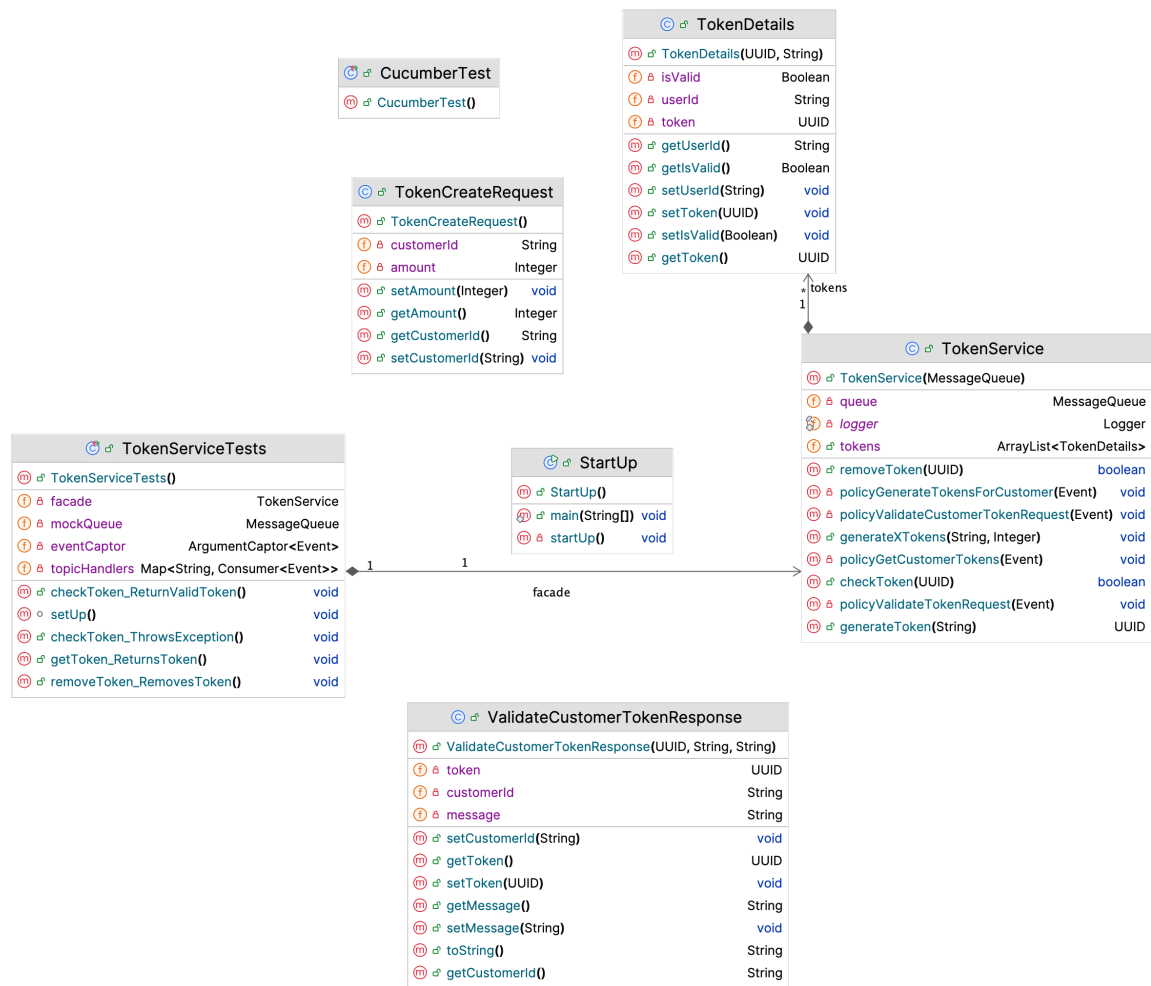 TokenDetails
TokenDetails(UUID, String)
isValid Boolean
userId String
token UUID
getUserId() String
getIsValid() Boolean
setUserId(String) void
setToken(UUID) void
setIsValid(Boolean) void
getToken() UUID
CucumberTest
CucumberTest()
TokenCreateRequest
TokenCreateRequest()
customerId String
amount Integer
setAmount(Integer) void
getAmount() Integer
getCustomerId() String
setCustomerId(String) void
* tokens
1
TokenService
TokenService(MessageQueue)
queue MessageQueue
logger Logger
tokens ArrayList<TokenDetails>
removeToken(UUID) boolean
policyGenerateTokensForCustomer(Event) void
policyValidateCustomerTokenRequest(Event) void
generateXTokens(String, Integer) void
policyGetCustomerTokens(Event) void
checkToken(UUID) boolean
policyValidateTokenRequest(Event) void
generateToken(String) UUID
TokenServiceTests
TokenServiceTests()
facade TokenService
mockQueue MessageQueue
eventCaptor ArgumentCaptor<Event>
topicHandlers Map<String, Consumer<Event>>
checkToken_ReturnValidToken() void
setUp() void
checkToken_ThrowsException() void
getToken_ReturnsToken() void
removeToken_RemovesToken() void
StartUp
StartUp()
main(String[]) void
startUp() void
1 1
facade
ValidateCustomerTokenResponse
ValidateCustomerTokenResponse(UUID, String, String)
token UUID
customerId String
message String
setCustomerId(String) void
getToken() UUID
setToken(UUID) void
getMessage() String
setMessage(String) void
toString() String
getCustomerId() String